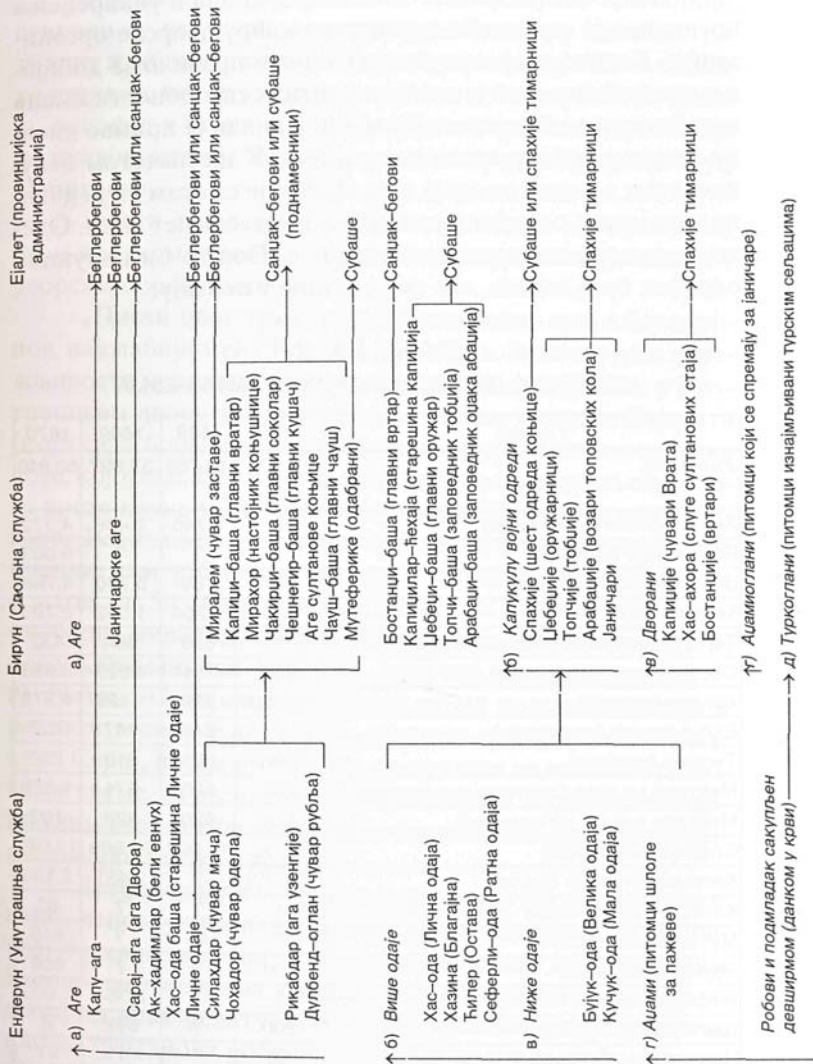 Ендерун (Унутрашња служба)
↑ а) Аге
Капу–ага
Сарај–ага (ага Двора)
Ак–хадимлар (бели евнух)
Хас–ода баша (старешина Личне одаје)
Личне одаје
Силахдар (чувар мача)
Чохадор (чувар одела)
Рикабдар (ага узенгије)
Дулбенд–оглан (чувар рубља)
↑ б) Више одаје
Хас–ода (Лична одаја)
Хазина (Благајна)
Ћилер (Остава)
Сеферли–ода (Ратна одаја)
в) Ниже одаје
Бујук–ода (Велика одаја)
Кучук–ода (Мала одаја)
↑ г) Аџами (питомци шлоле
за пажеве)
Робови и подмладак сакупљен
девширмом (данком у крви)
Бирун (Спољна служба)
а) Аге
Јаничарске аге
Миралем (чувар заставе)
Капиџи–баша (главни вратар)
Мирахор (настојник коњушнице)
Чакирџи–баша (главни соколар)
Чешнегир–баша (главни кушач)
Аге султанове коњице
Чауш–баша (главни чауш)
Мутеферике (одабрани)
Бостанџи–баша (главни вртар)
Капиџилар–ћехаја (старешина капиџија)
Џебеџи–баша (главни оружар)
Топчи–баша (заповедник тобџија)
Арабаџи–баша (заповедник оџака абаџија)
↑б) Капукулу војни одреди
Спахије (шест одреда коњице)
Џебеџије (оружарници)
Топчије (тобџије)
Арабаџије (возари топовских кола)
Јаничари
↑в) Дворани
Капиџије (чувари Врата)
Хас–ахора (слуге султанових стаја)
Бостанџије (вртари)
↑г) Аџамиоглани (питомци који се спремају за јаничаре)
→ д) Туркоглани (питомци изнајмљивани турским сељацима)
Ејалет (провинцијска
администрација)
→Беглербегови
→Беглербегови
→Беглербегови или санџак–бегови
→Беглербегови или санџак–бегови
→Беглербегови или санџак–бегови
Санџак–бегови или субаше
→ (поднаменици)
→Субаше
→Санџак–бегови
→Субаше
→Субаше или спахије тимарници
→Спахије тимарници
→Спахије тимарници